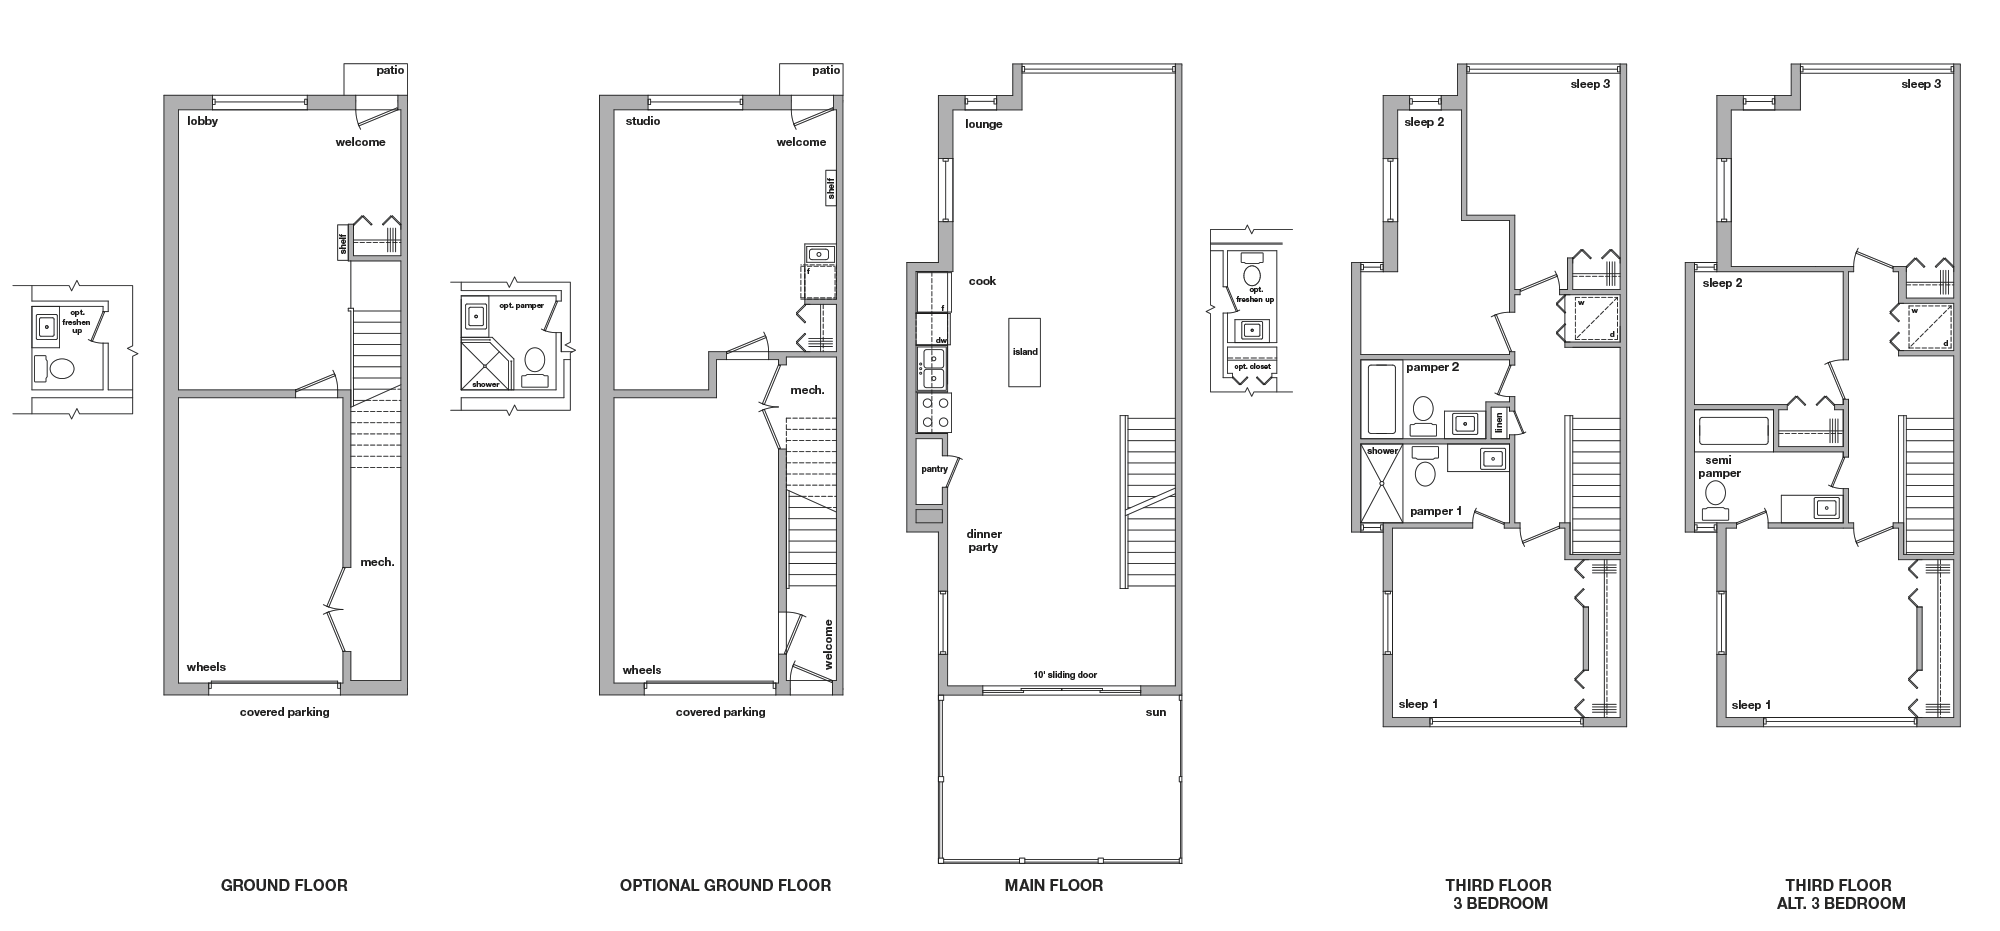 patio
lobby
welcome
shelf
opt.
freshen
up
mech.
wheels
covered parking
GROUND FLOOR
patio
studio
welcome
shelf
f
opt. pamper
shower
mech.
welcome
wheels
covered parking
OPTIONAL GROUND FLOOR
lounge
cook
f
dw
island
pantry
dinner
party
10' sliding door
sun
opt.
freshen up
opt. closet
MAIN FLOOR
sleep 3
sleep 2
w
d
pamper 2
linen
shower
pamper 1
sleep 1
THIRD FLOOR
3 BEDROOM
sleep 3
sleep 2
w
d
semi
pamper
sleep 1
THIRD FLOOR
ALT. 3 BEDROOM